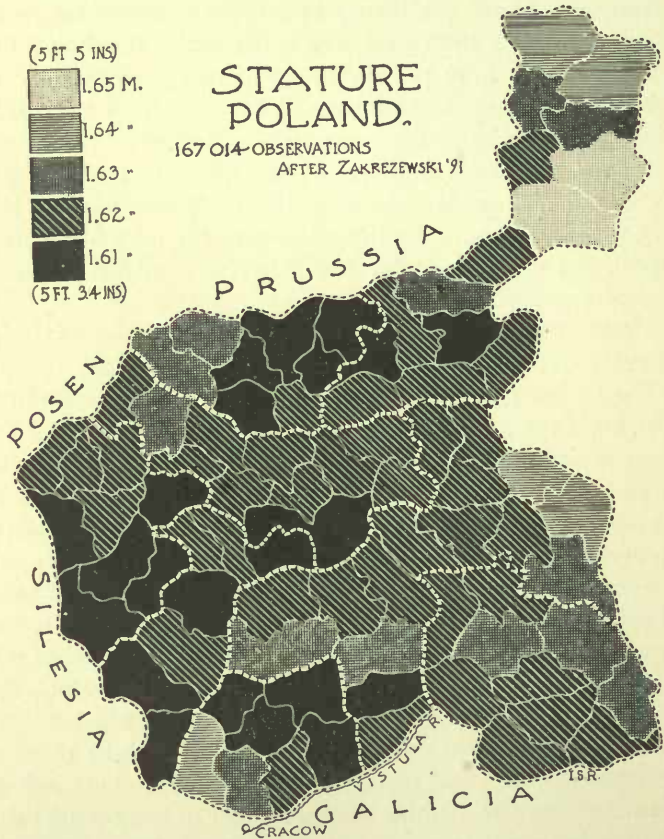 (5 FT 5 INS)
1.65 M.
1.64 "
1.63 "
1.62 "
1.61 "
(5 FT. 3.4 INS)
STATURE
POLAND.
167 014 OBSERVATIONS
AFTER ZAKREZEWSKI '91
PRUSSIA
POSEN
SILESIA
VISTULA R.
GALICIA
CRACOW
ISR.